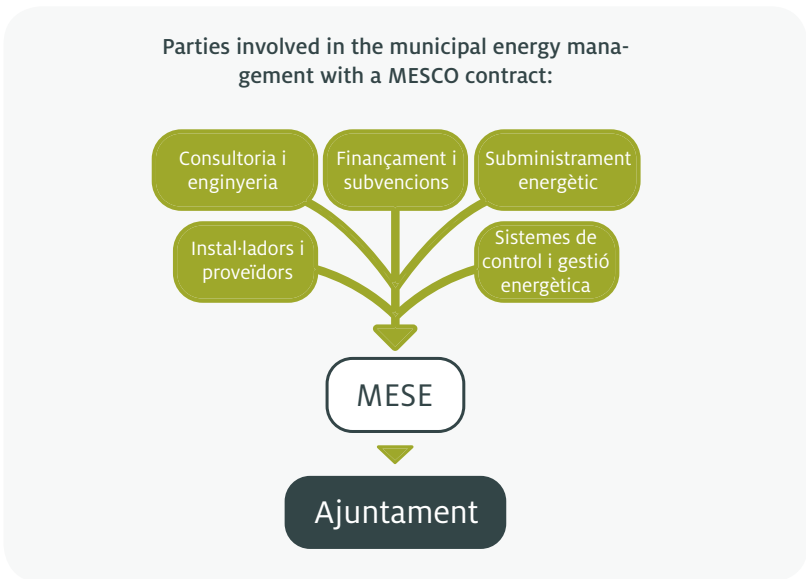 Parties involved in the municipal energy mana-
gement with a MESCO contract:
Consultoria i
enginyeria
Finançament i
subvencions
Subministrament
energètic
Instal·ladors i
proveïdors
Sistemes de
control i gestió
energètica
MESE
Ajuntament